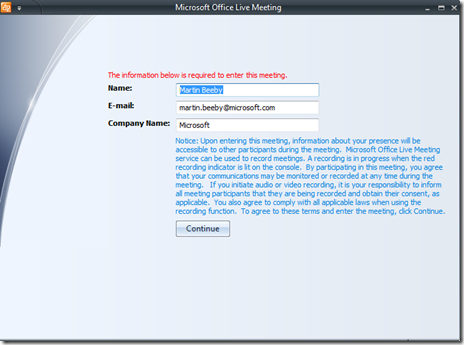 Microsoft Office Live Meeting
The information below is required to enter this meeting.
Name: Martin Beeby
E-mail: martin.beeby@microsoft.com
Company Name: Microsoft
Notice: Upon entering this meeting, information about your presence will be
accessible to other participants during the meeting. Microsoft Office Live Meeting
service can be used to record meetings. A recording is in progress when the red
recording indicator is lit on the console. By participating in this meeting, you agree
that your communications may be monitored or recorded at any time during the
meeting. If you initiate audio or video recording, it is your responsibility to inform
all meeting participants that they are being recorded and obtain their consent, as
applicable. You also agree to comply with all applicable laws when using the
recording function. To agree to these terms and enter the meeting, click Continue.
Continue